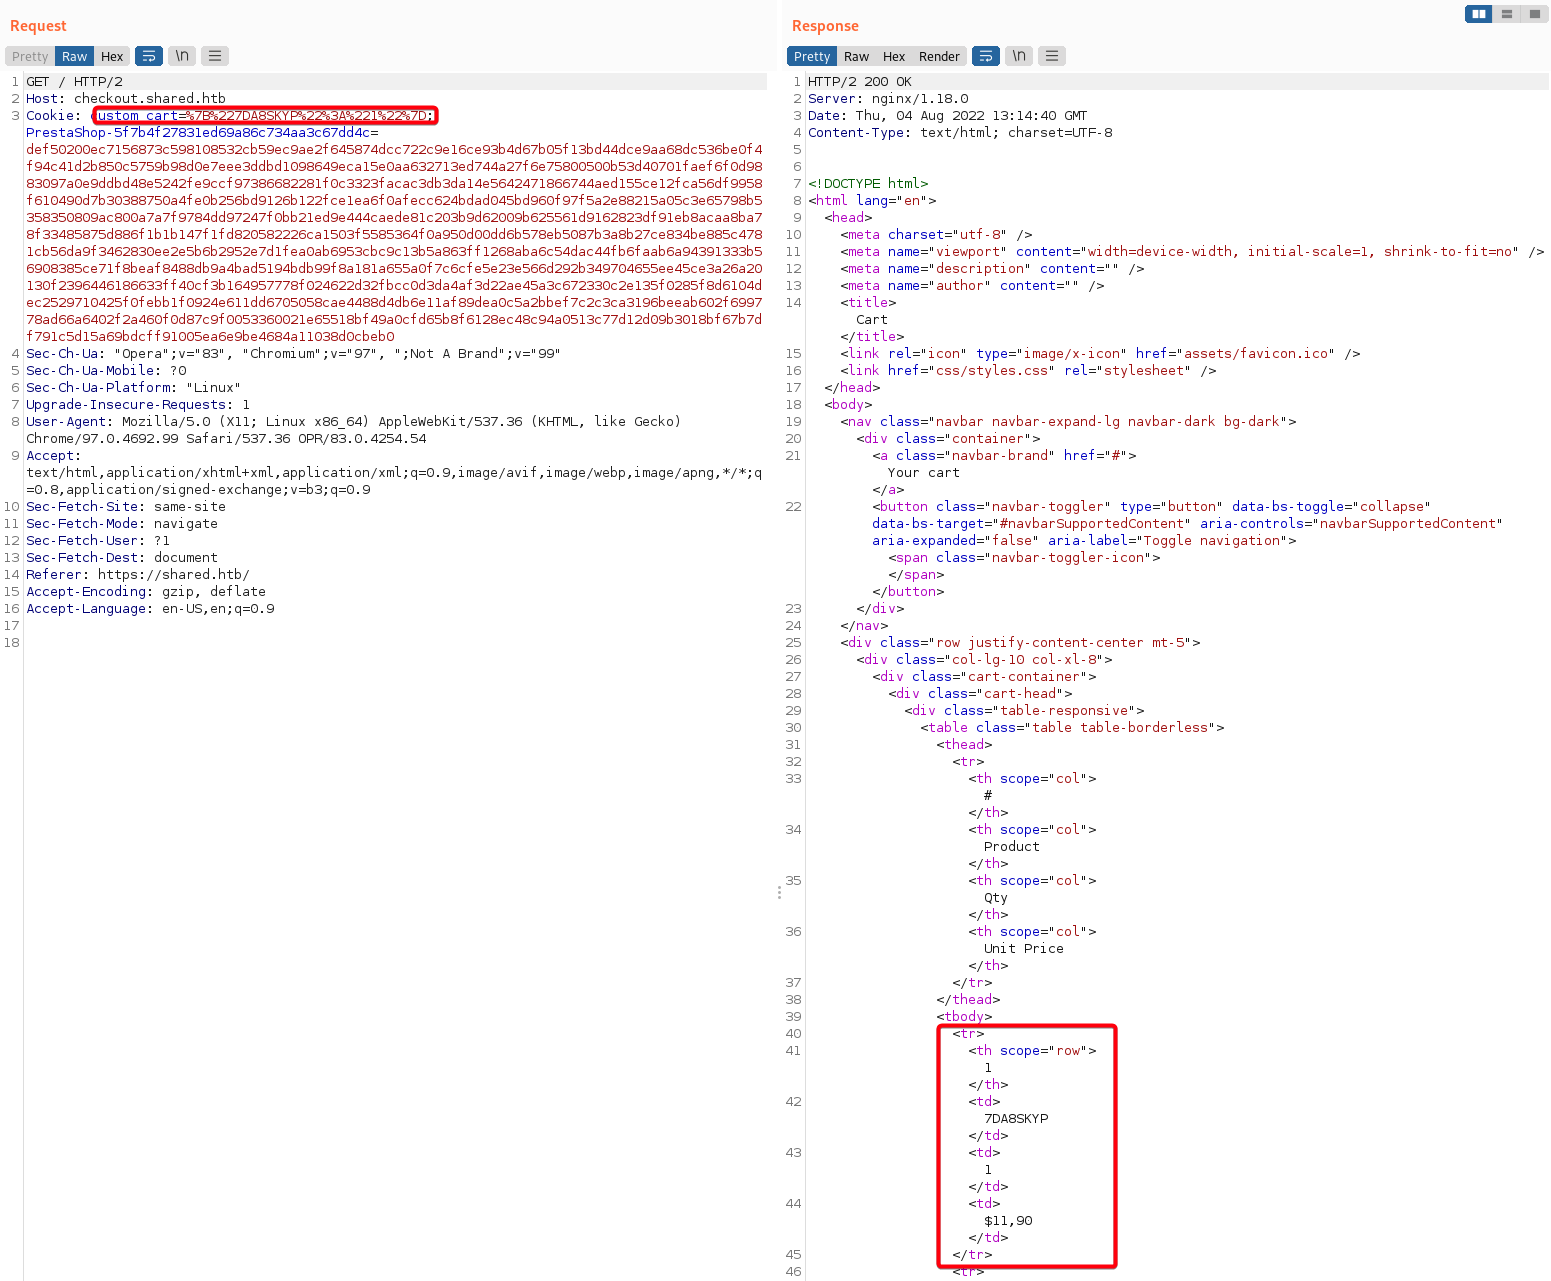 Request
Pretty Raw Hex \n
1 GET / HTTP/2
2 Host: checkout.shared.htb
3 Cookie: custom_cart=%7B%227DA8SKYP%22%3A%221%22%7D;
PrestaShop-5f7b4f27831ed69a86c734aa3c67dd4c=
def50200ec7156873c598108532cb59ec9ae2f645874dcc722c9e16ce93b4d67b05f13bd44dce9aa68dc536be0f4
f94c41d2b850c5759b98d0e7eee3ddbd1098649eca15e0aa632713ed744a27f6e75800500b53d40701faef6f0d98
83097a0e9ddbd48e5242fe9ccf97386682281f0c3323facac3db3da14e5642471866744aed155ce12fca56df9958
f610490d7b30388750a4fe0b256bd9126b122fce1ea6f0afecc624bdad045bd960f97f5a2e88215a05c3e65798b5
358350809ac800a7a7f9784dd97247f0bb21ed9e444caede81c203b9d62009b625561d9162823df91eb8acaa8ba7
8f33485875d886f1b1b147f1fd820582226ca1503f5585364f0a950d00dd6b578eb5087b3a8b27ce834be885c478
1cb56da9f3462830ee2e5b6b2952e7d1fea0ab6953cbc9c13b5a863ff1268aba6c54dac44fb6faab6a94391333b5
6908385ce71f8beaf8488db9a4bad5194bdb99f8a181a655a0f7c6cfe5e23e566d292b349704655ee45ce3a26a20
130f2396446186633ff40cf3b164957778f024622d32fbcc0d3da4af3d22ae45a3c672330c2e135f0285f8d6104d
ec2529710425f0febb1f0924e611dd6705058cae4488d4db6e11af89dea0c5a2bbef7c2c3ca3196beeab602f6997
78ad66a6402f2a460f0d87c9f0053360021e65518bf49a0cfd65b8f6128ec48c94a0513c77d12d09b3018bf67b7d
f791c5d15a69bdcff91005ea6e9be4684a11038d0cbeb0
4 Sec-Ch-Ua: "Opera";v="83", "Chromium";v="97", ";Not A Brand";v="99"
5 Sec-Ch-Ua-Mobile: ?0
6 Sec-Ch-Ua-Platform: "Linux"
7 Upgrade-Insecure-Requests: 1
8 User-Agent: Mozilla/5.0 (X11; Linux x86_64) AppleWebKit/537.36 (KHTML, like Gecko)
Chrome/97.0.4692.99 Safari/537.36 OPR/83.0.4254.54
9 Accept:
text/html,application/xhtml+xml,application/xml;q=0.9,image/avif,image/webp,image/apng,*/*;q
=0.8,application/signed-exchange;v=b3;q=0.9
10 Sec-Fetch-Site: same-site
11 Sec-Fetch-Mode: navigate
12 Sec-Fetch-User: ?1
13 Sec-Fetch-Dest: document
14 Referer: https://shared.htb/
15 Accept-Encoding: gzip, deflate
16 Accept-Language: en-US,en;q=0.9
17
18
Response
Pretty Raw Hex Render \n
1 HTTP/2 200 OK
2 Server: nginx/1.18.0
3 Date: Thu, 04 Aug 2022 13:14:40 GMT
4 Content-Type: text/html; charset=UTF-8
5
6
7 <!DOCTYPE html>
8 <html lang="en">
9 <head>
10 <meta charset="utf-8" />
11 <meta name="viewport" content="width=device-width, initial-scale=1, shrink-to-fit=no" />
12 <meta name="description" content="" />
13 <meta name="author" content="" />
14 <title>
Cart
</title>
15 <link rel="icon" type="image/x-icon" href="assets/favicon.ico" />
16 <link href="css/styles.css" rel="stylesheet" />
17 </head>
18 <body>
19 <nav class="navbar navbar-expand-lg navbar-dark bg-dark">
20 <div class="container">
21 <a class="navbar-brand" href="#">
Your cart
</a>
22 <button class="navbar-toggler" type="button" data-bs-toggle="collapse"
data-bs-target="#navbarSupportedContent" aria-controls="navbarSupportedContent"
aria-expanded="false" aria-label="Toggle navigation">
<span class="navbar-toggler-icon">
</span>
</button>
23 </div>
24 </nav>
25 <div class="row justify-content-center mt-5">
26 <div class="col-lg-10 col-xl-8">
27 <div class="cart-container">
28 <div class="cart-head">
29 <div class="table-responsive">
30 <table class="table table-borderless">
31 <thead>
32 <tr>
33 <th scope="col">
#
</th>
34 <th scope="col">
Product
</th>
35 <th scope="col">
Qty
</th>
36 <th scope="col">
Unit Price
</th>
37 </tr>
38 </thead>
39 <tbody>
40 <tr>
41 <th scope="row">
1
</th>
42 <td>
7DA8SKYP
</td>
43 <td>
1
</td>
44 <td>
$11,90
</td>
45 </tr>
46 <tr>